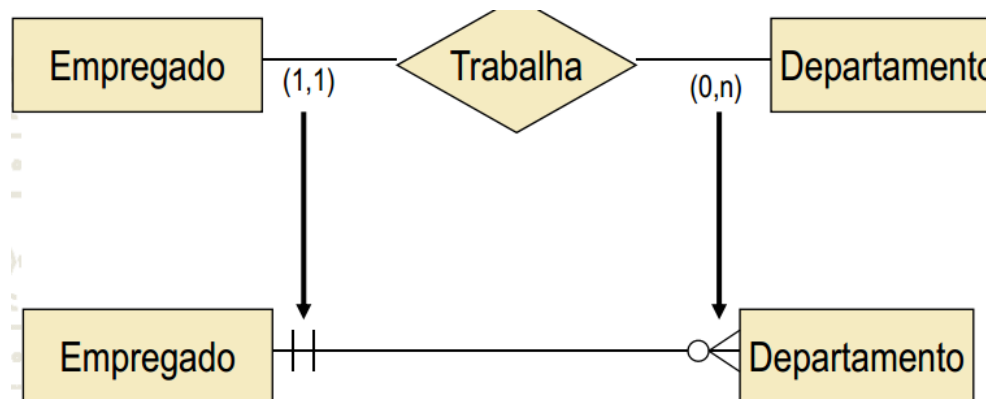 Empregado
Trabalha
Departamento
(1,1)
(0,n)
Empregado
Departamento